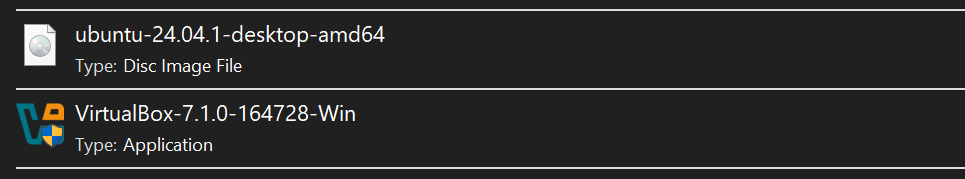 ubuntu-24.04.1-desktop-amd64
Type: Disc Image File
VirtualBox-7.1.0-164728-Win
Type: Application